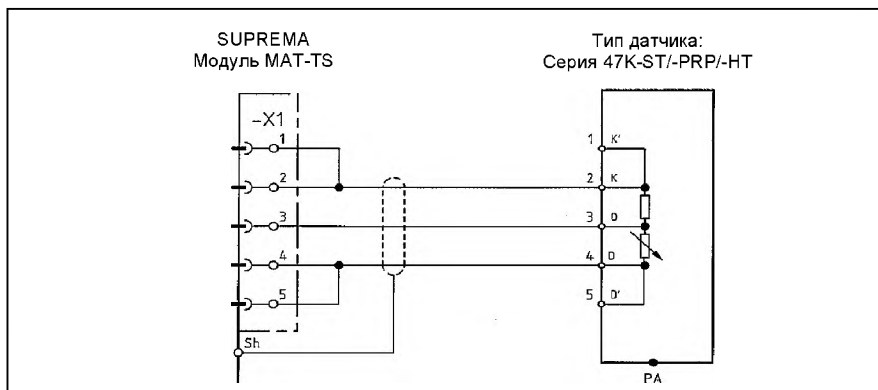 SUPREMA
Модуль MAT-TS
Тип датчика:
Серия 47K-ST/-PRP/-HT
-X1
1
2
3
4
5
Sh
1 K'
2 K
3 D
4 D
5 D'
PA